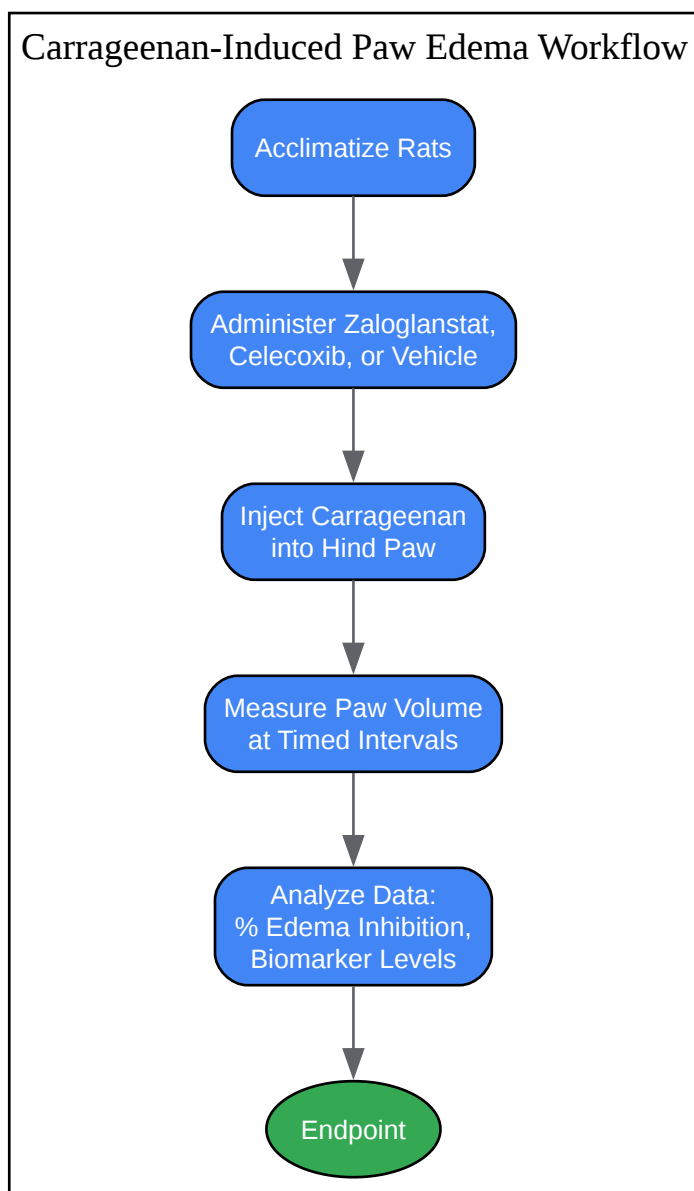 Carrageenan-Induced Paw Edema Workflow
Acclimatize Rats
Administer Zaloglanstat,
Celecoxib, or Vehicle
Inject Carrageenan
into Hind Paw
Measure Paw Volume
at Timed Intervals
Analyze Data:
% Edema Inhibition,
Biomarker Levels
Endpoint